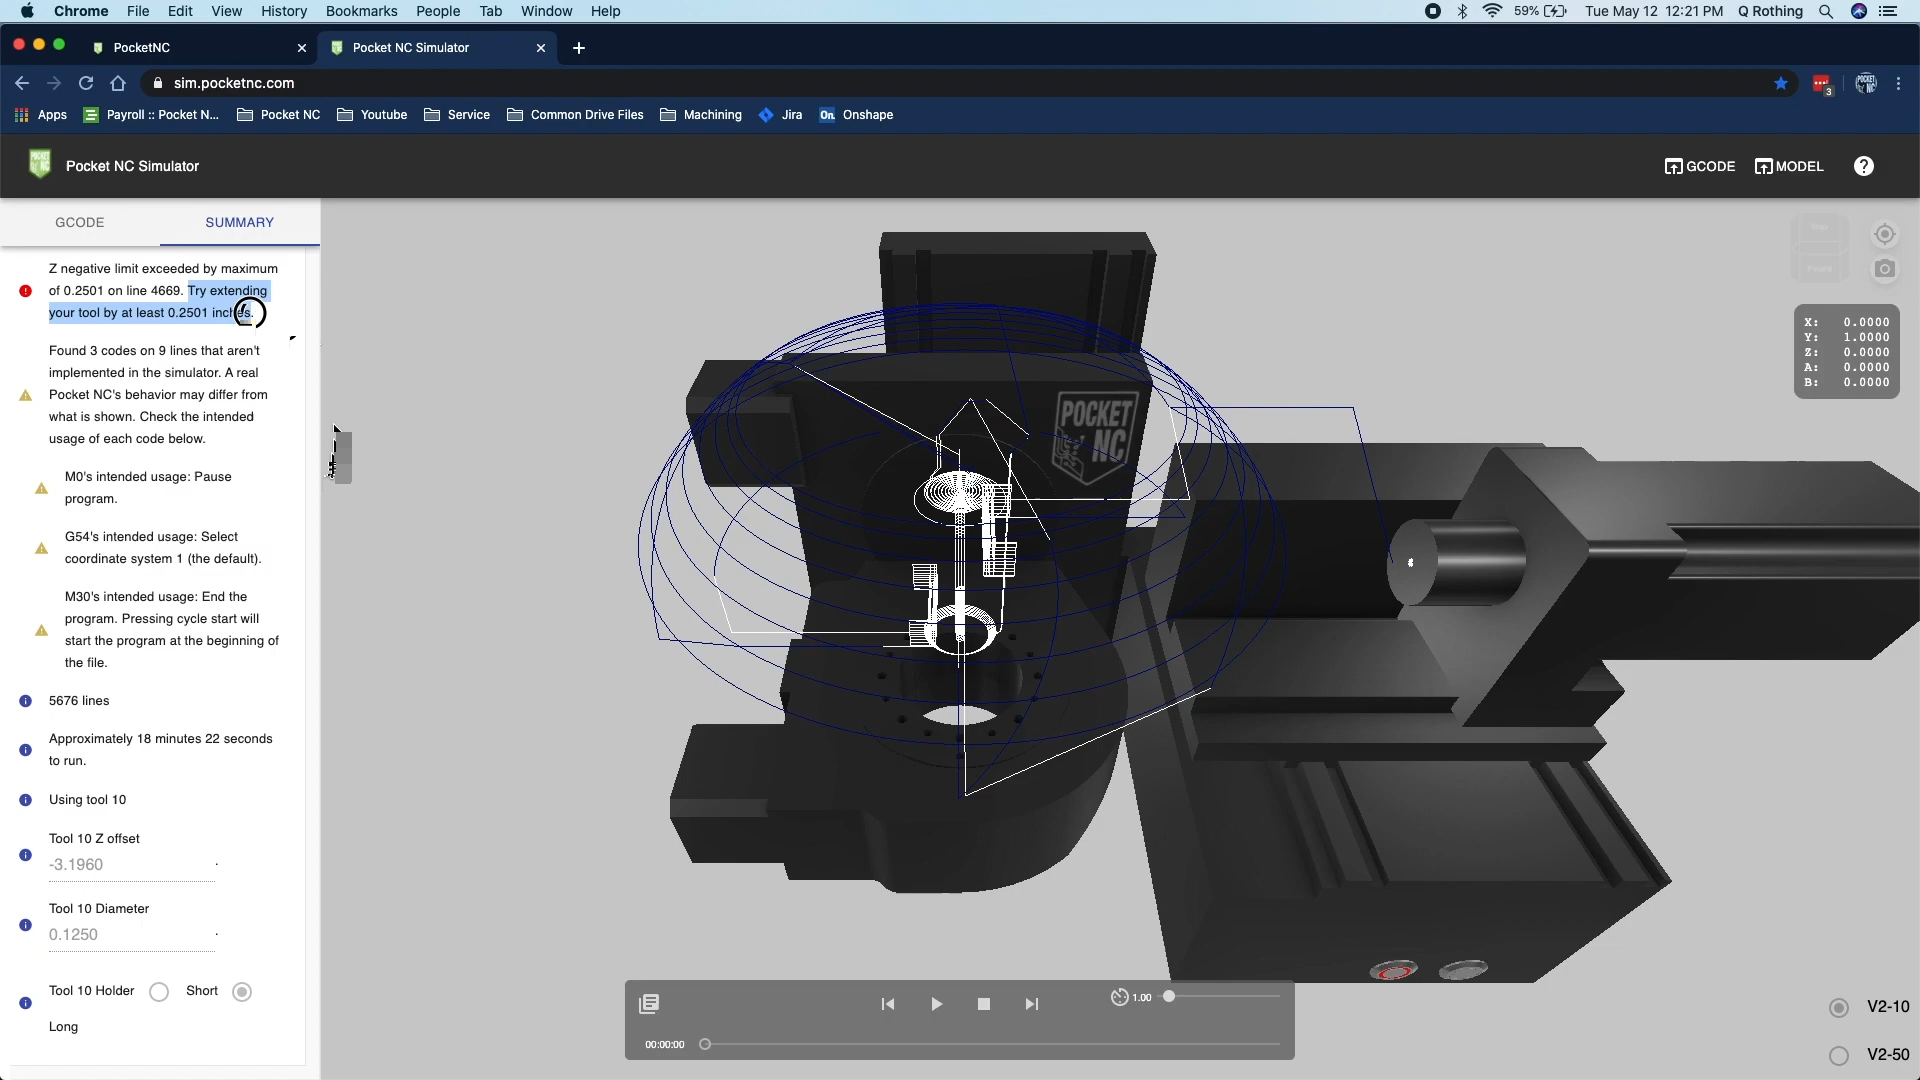 Chrome File Edit View History Bookmarks People Tab Window Help
59% Tue May 12 12:21 PM Q Rothing
PocketNC
Pocket NC Simulator
sim.pocketnc.com
3
POCKET NC
Apps Payroll :: Pocket N... Pocket NC Youtube Service Common Drive Files Machining Jira On. Onshape
Pocket NC Simulator
GCODE MODEL ?
GCODE SUMMARY
Z negative limit exceeded by maximum
of 0.2501 on line 4669. Try extending
your tool by at least 0.2501 inches.
Found 3 codes on 9 lines that aren't
implemented in the simulator. A real
Pocket NC's behavior may differ from
what is shown. Check the intended
usage of each code below.
M0's intended usage: Pause
program.
G54's intended usage: Select
coordinate system 1 (the default).
M30's intended usage: End the
program. Pressing cycle start will
start the program at the beginning of
the file.
5676 lines
Approximately 18 minutes 22 seconds
to run.
Using tool 10
Tool 10 Z offset
-3.1960
Tool 10 Diameter
0.1250
Tool 10 Holder Short
Long
POCKET
NC
X: 0.0000
Y: 1.0000
Z: 0.0000
A: 0.0000
B: 0.0000
1.00
00:00:00
V2-10
V2-50